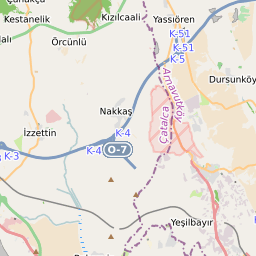 Kestanelik
Kızılcaali
Yassıören
Örcünlü
K-51
K-51
K-5
Dursunköy
Nakkaş
Arnavutköy
Çatalca
İzzettin
K-4
K-3
K-4
O-7
Yeşilbayır